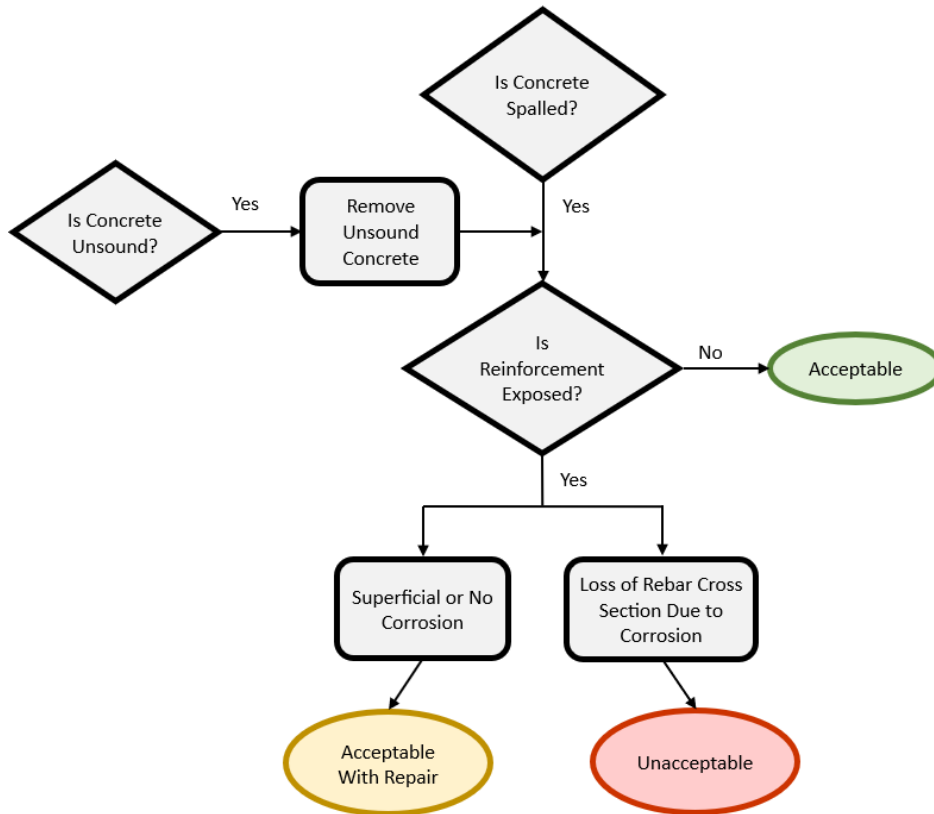 Is Concrete
Spalled?
Is Concrete
Unsound?
Yes
Remove
Unsound
Concrete
Yes
Is
Reinforcement
Exposed?
No
Acceptable
Yes
Superficial or No
Corrosion
Loss of Rebar Cross
Section Due to
Corrosion
Acceptable
With Repair
Unacceptable